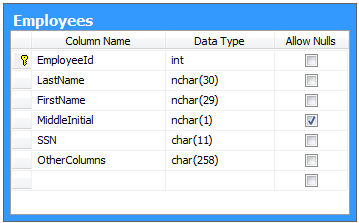 Employees
Column Name Data Type Allow Nulls
EmployeeId int
LastName nchar(30)
FirstName nchar(29)
MiddleInitial nchar(1)
SSN char(11)
OtherColumns char(258)